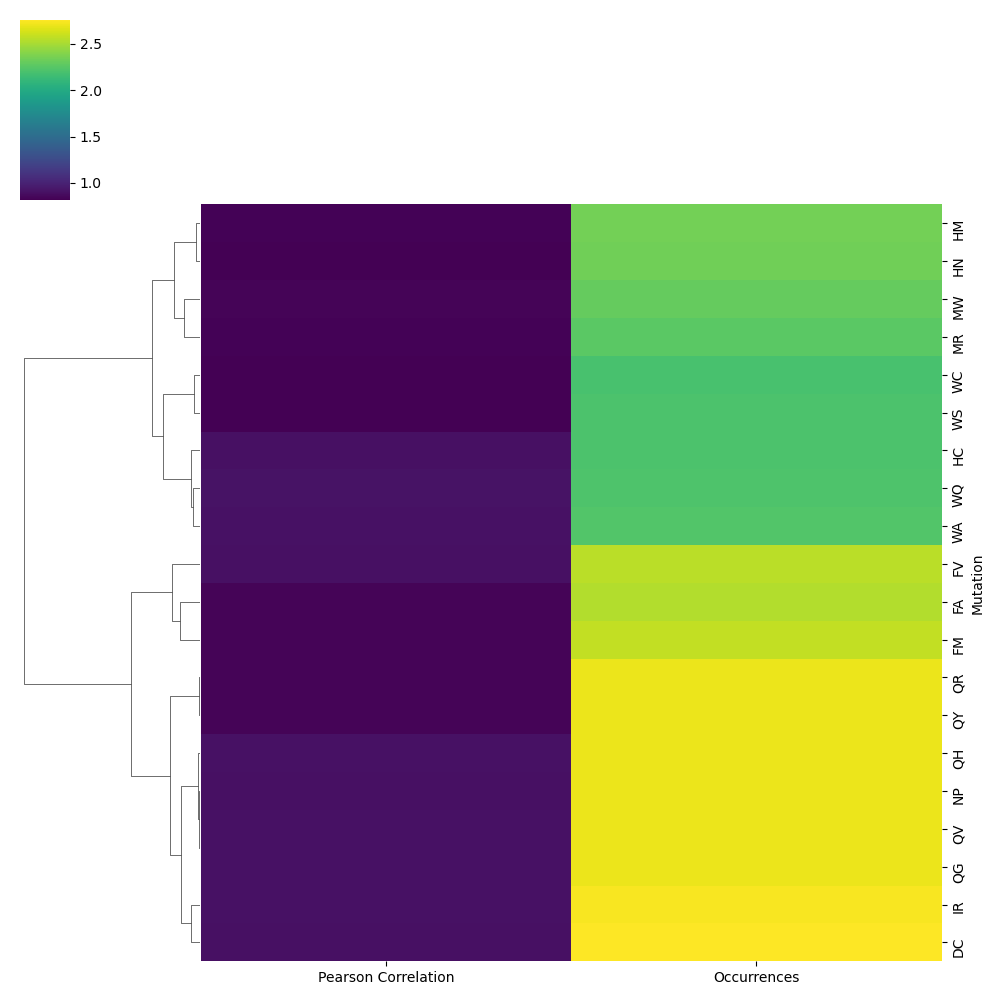 2.5
2.0
1.5
1.0
HM
HN
MW
MR
WC
WS
HC
WQ
WA
FV
FA
FM
QR
QY
QH
NP
QV
QG
IR
DC
Mutation
Pearson Correlation
Occurrences